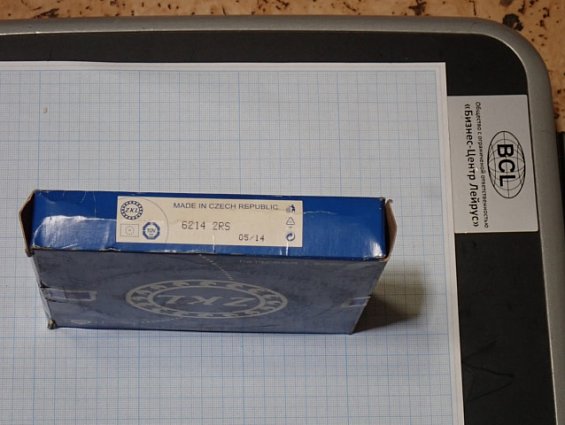 MADE IN CZECH REPUBLIC
ZKL
6214 2RS
05/14
ZKL
BCL
Общество с ограниченной ответственностью
«Бизнес-Центр Лейрус»